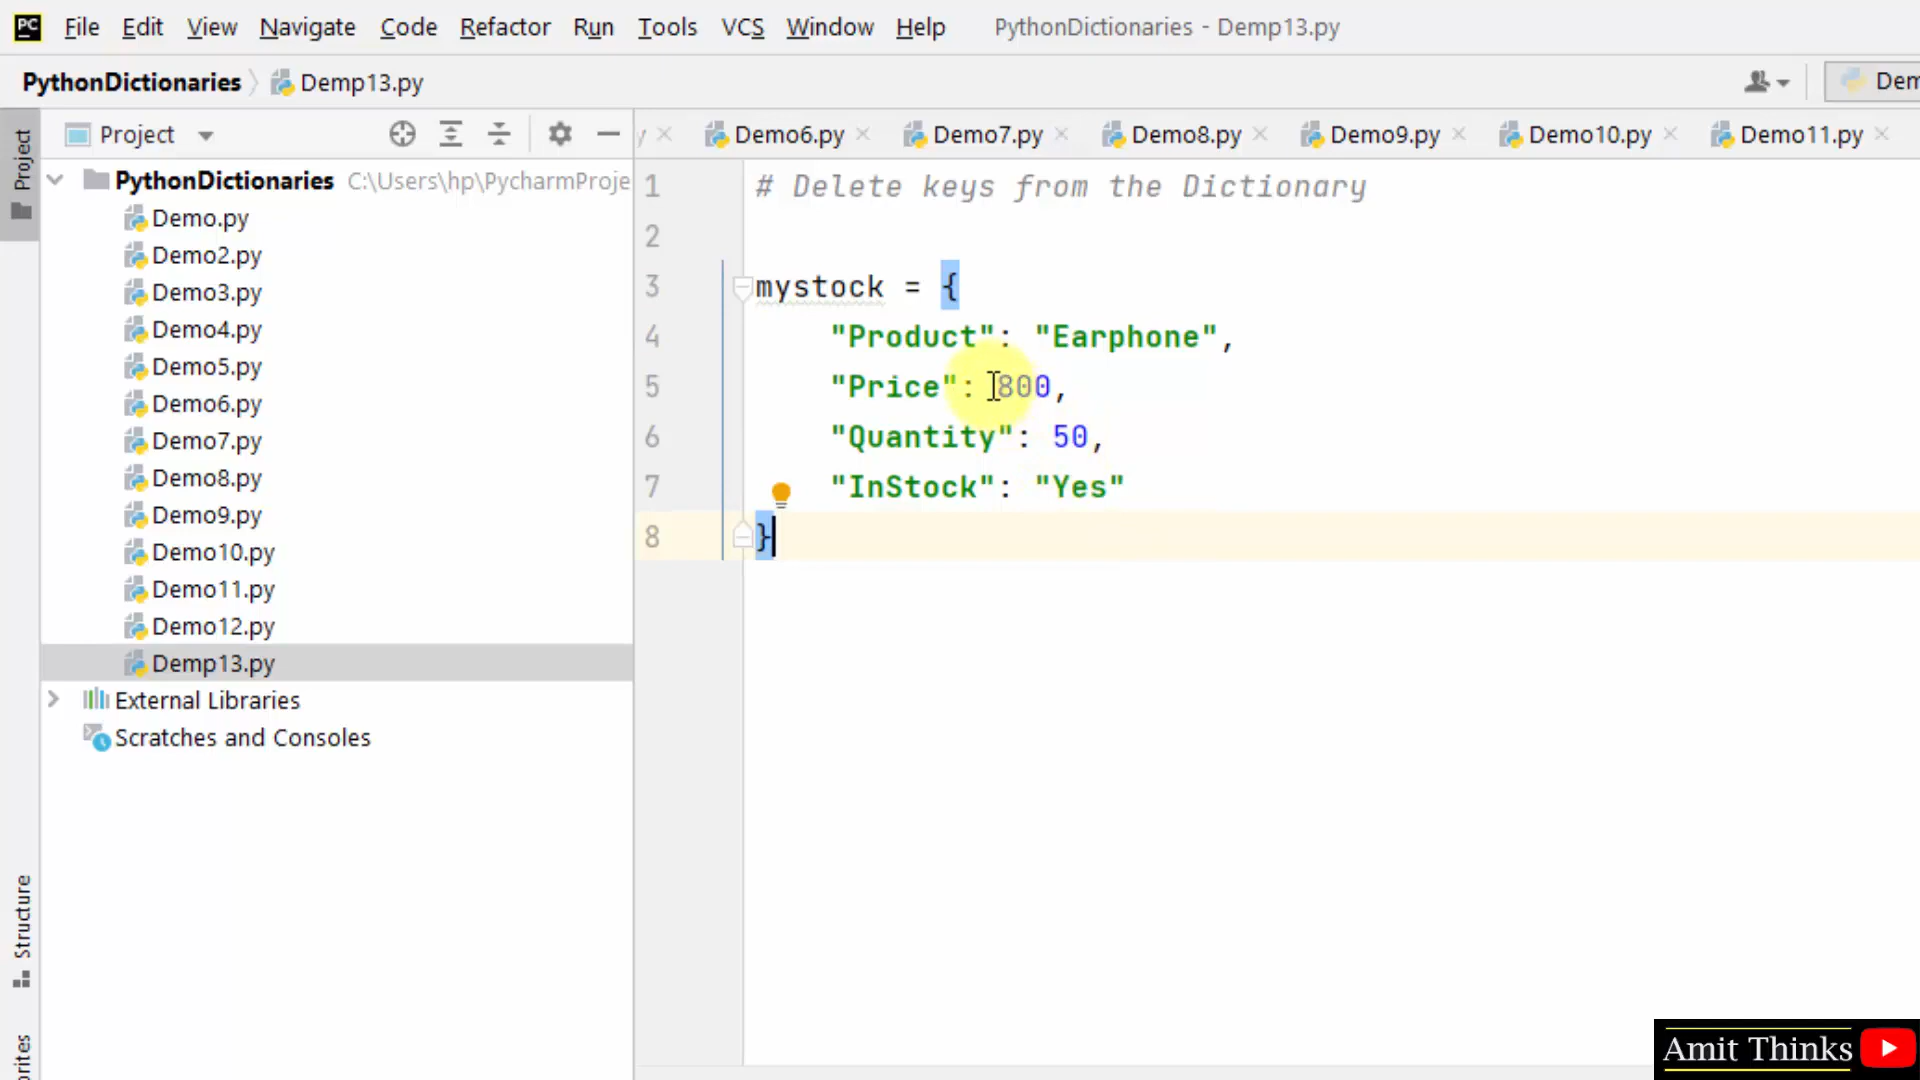 File Edit View Navigate Code Refactor Run Tools VCS Window Help PythonDictionaries - Demp13.py
PythonDictionaries Demp13.py
Project
Demo6.py Demo7.py Demo8.py Demo9.py Demo10.py Demo11.py
Project
PythonDictionaries C:\Users\hp\PycharmProje
Demo.py
Demo2.py
Demo3.py
Demo4.py
Demo5.py
Demo6.py
Demo7.py
Demo8.py
Demo9.py
Demo10.py
Demo11.py
Demo12.py
Demp13.py
External Libraries
Scratches and Consoles
Structure
1 # Delete keys from the Dictionary
2
3 mystock = {
4 "Product": "Earphone",
5 "Price": 800,
6 "Quantity": 50,
7 "InStock": "Yes"
8 }
Amit Thinks